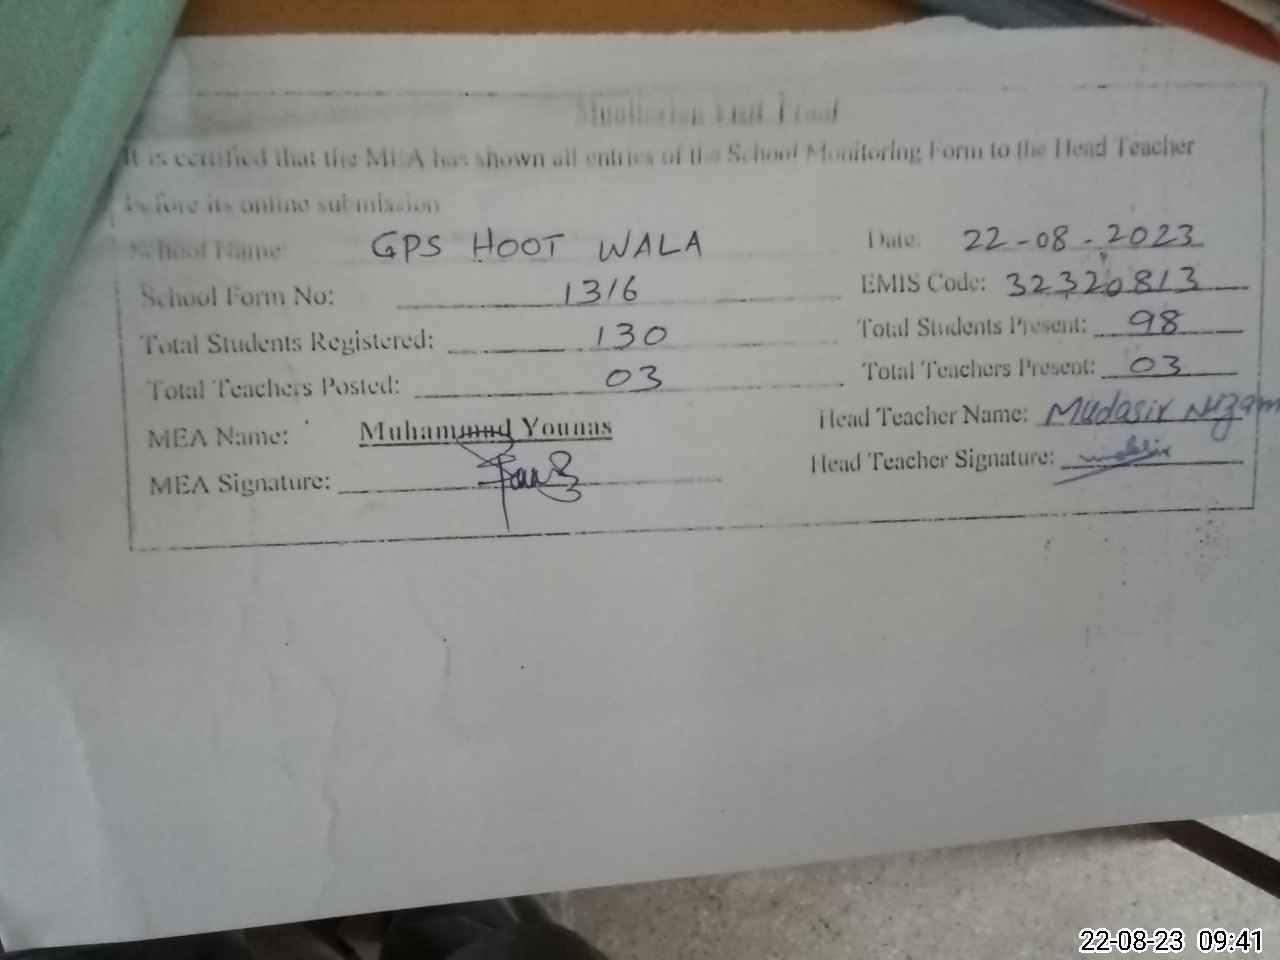 Monitoring Visit Proof
It is certified that the MEA has shown all entries of the School Monitoring Form to the Head Teacher
before its online submission
School Name: GPS HOOT WALA Date: 22-08-2023
School Form No: 1316 EMIS Code: 32320813
Total Students Registered: 130 Total Students Present: 98
Total Teachers Posted: 03 Total Teachers Present: 03
MEA Name: Muhammad Younas Head Teacher Name: Mudasir Nizam
MEA Signature: Head Teacher Signature:
22-08-23 09:41